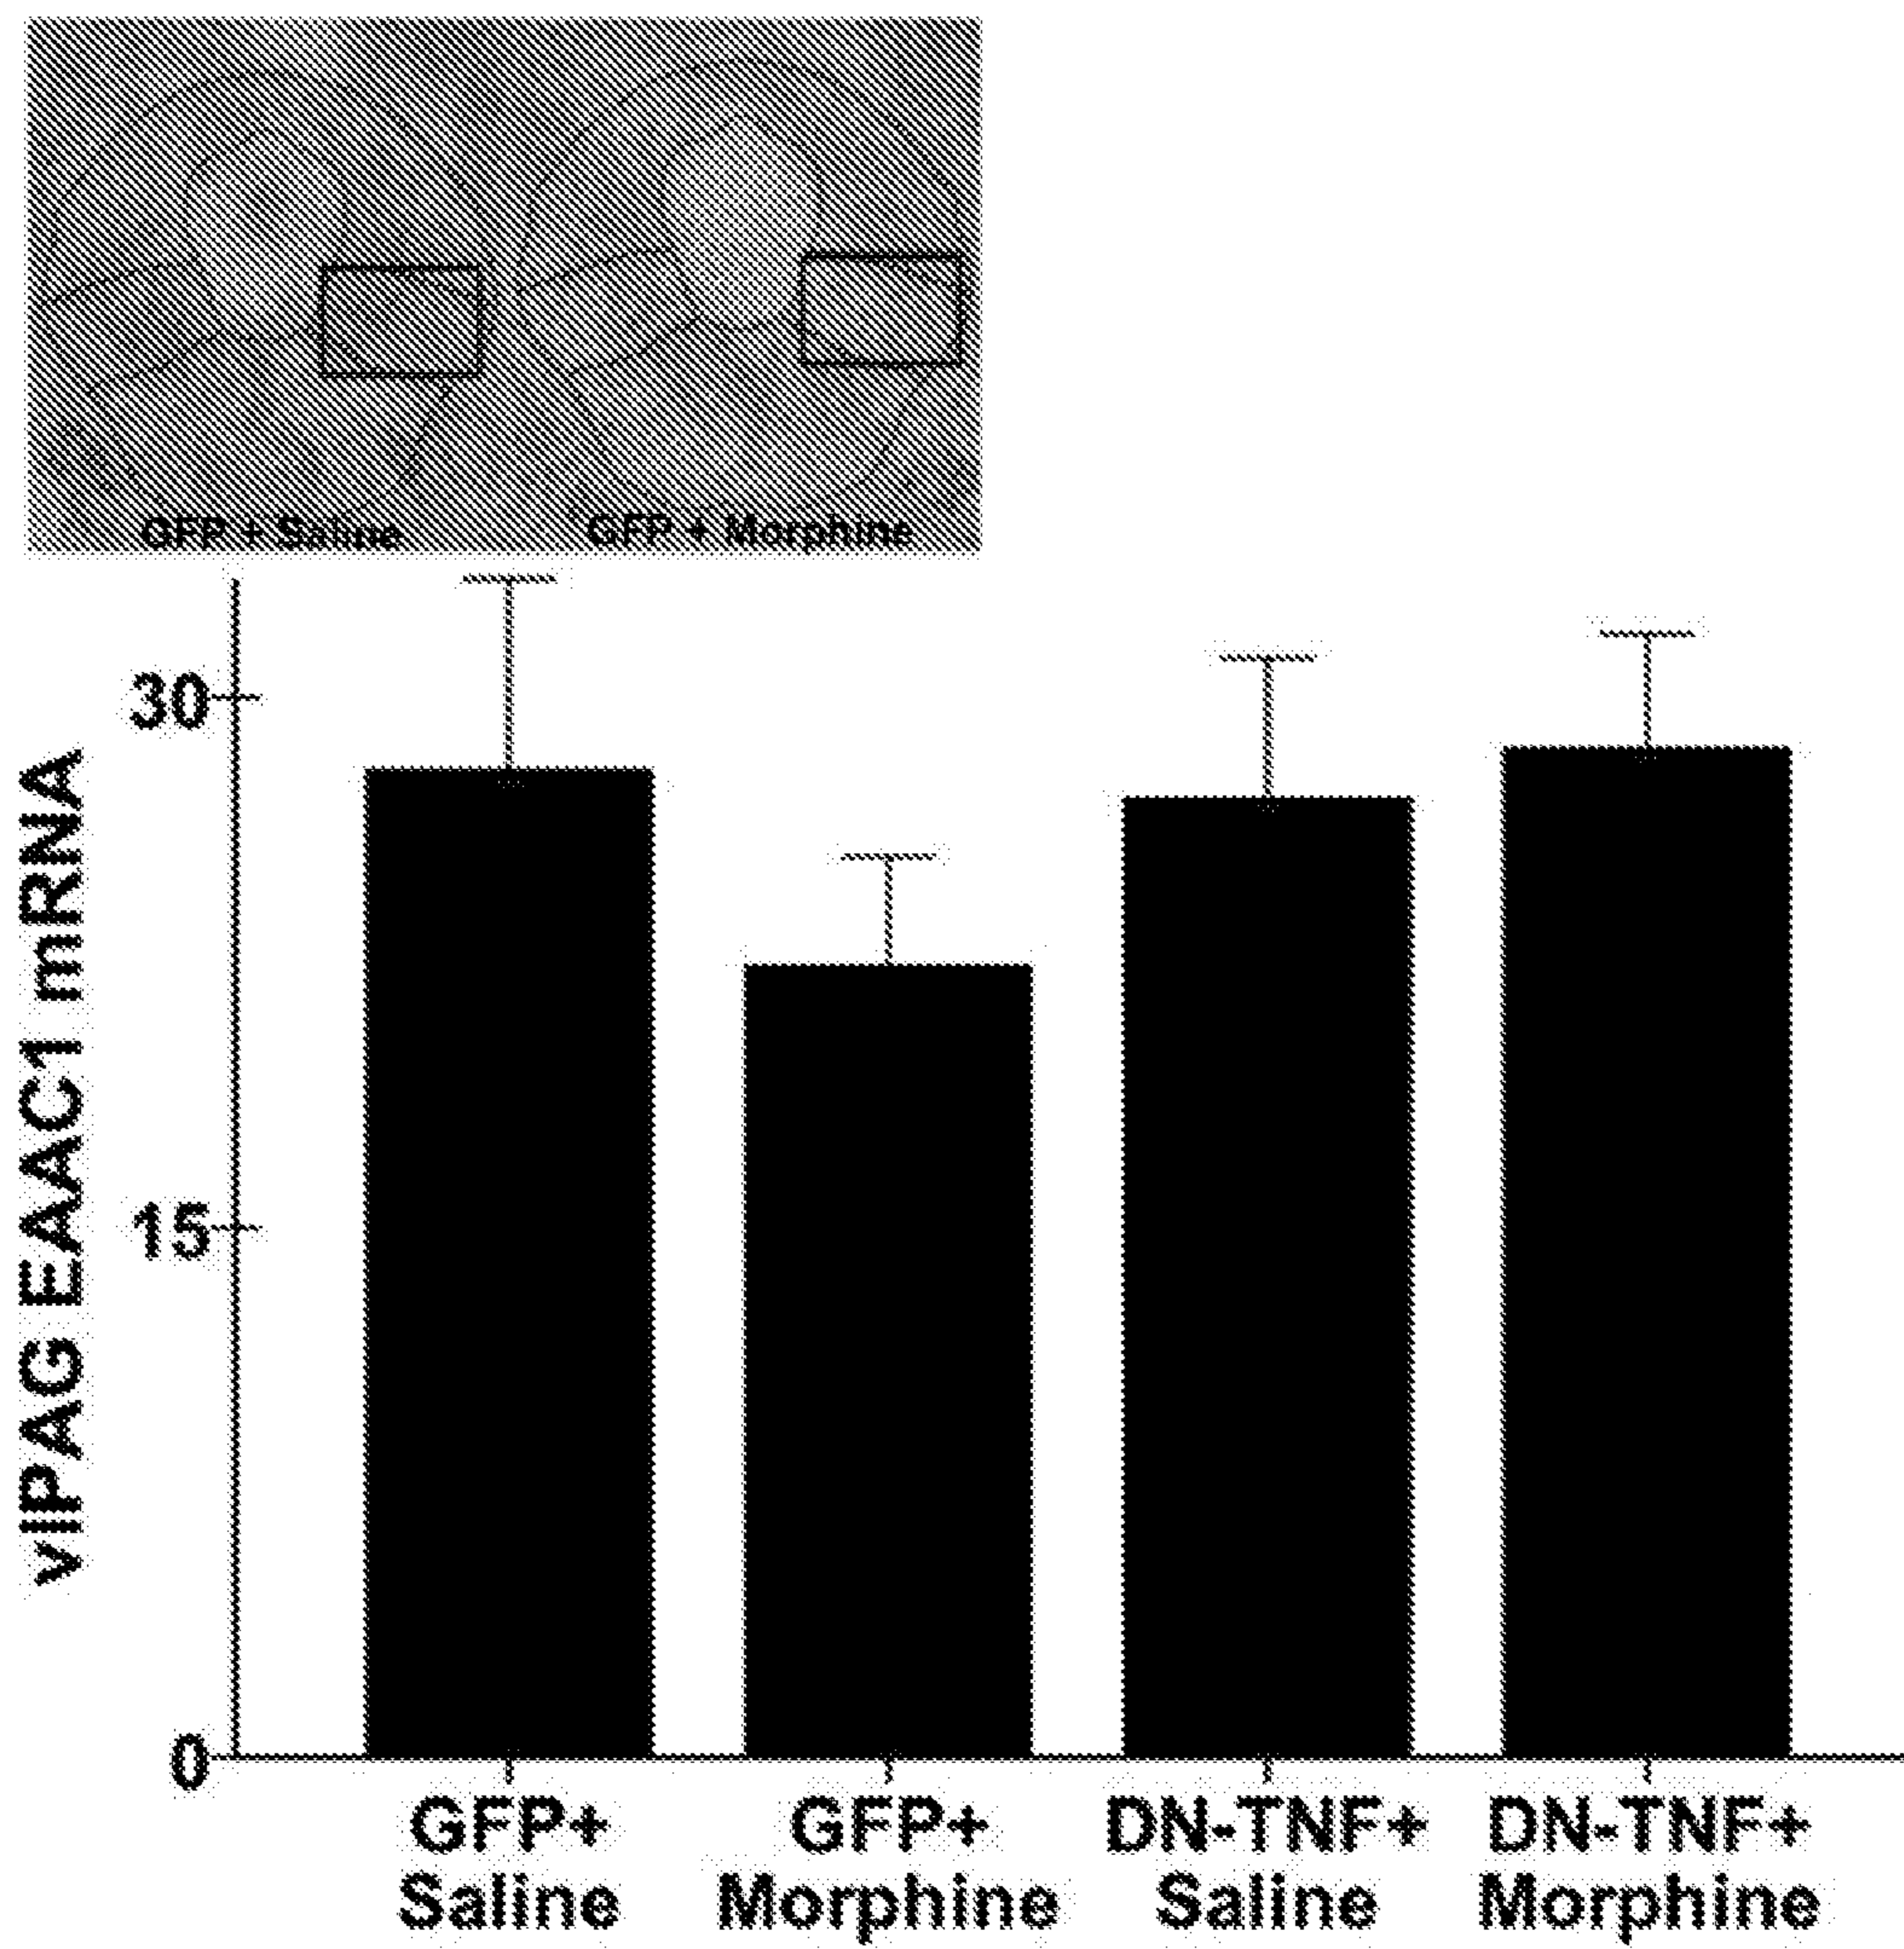 GFP + Saline
GFP + Morphine
30
15
0
vlPAG EAAC1 mRNA
GFP+
Saline
GFP+
Morphine
DN-TNF+
Saline
DN-TNF+
Morphine